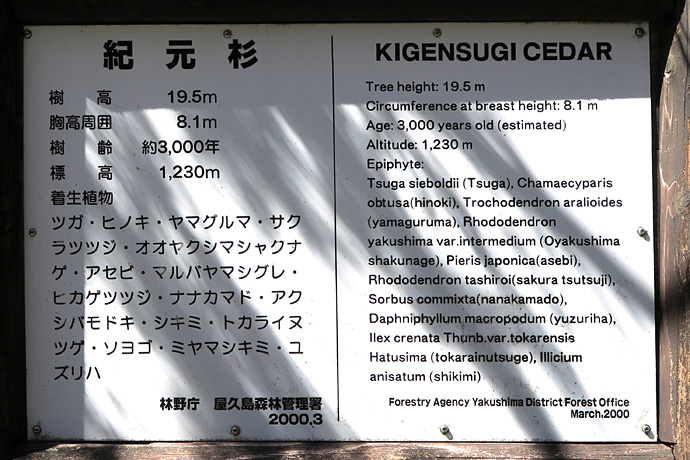 紀元杉
樹高 19.5m
胸高周囲 8.1m
樹齢 約3,000年
標高 1,230m
着生植物
ツガ・ヒノキ・ヤマグルマ・サク
ラツツジ・オオヤクシマシャクナ
ゲ・アセビ・マルバヤマシグレ・
ヒカゲツツジ・ナナカマド・アク
シバモドキ・シキミ・トカライヌ
ツゲ・ソヨゴ・ミヤマシキミ・ユ
ズリハ
林野庁 屋久島森林管理署
2000.3
KIGENSUGI CEDAR
Tree height: 19.5 m
Circumference at breast height: 8.1 m
Age: 3,000 years old (estimated)
Altitude: 1,230 m
Epiphyte:
Tsuga sieboldii (Tsuga), Chamaecyparis
obtusa(hinoki), Trochodendron aralioides
(yamaguruma), Rhododendron
yakushima var.intermedium (Oyakushima
shakunage), Pieris japonica(asebi),
Rhododendron tashiroi(sakura tsutsuji),
Sorbus commixta(nanakamado),
Daphniphyllum macropodum (yuzuriha),
Ilex crenata Thunb.var.tokarensis
Hatusima (tokarainutsuge), Illicium
anisatum (shikimi)
Forestry Agency Yakushima District Forest Office
March,2000